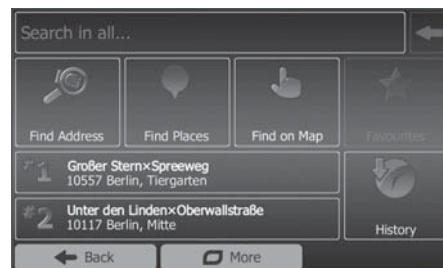 Search in all...
Find Address
Find Places
Find on Map
Favourites
#1 Großer Stern×Spreeweg
10557 Berlin, Tiergarten
#2 Unter den Linden×Oberwallstraße
10117 Berlin, Mitte
History
Back
More